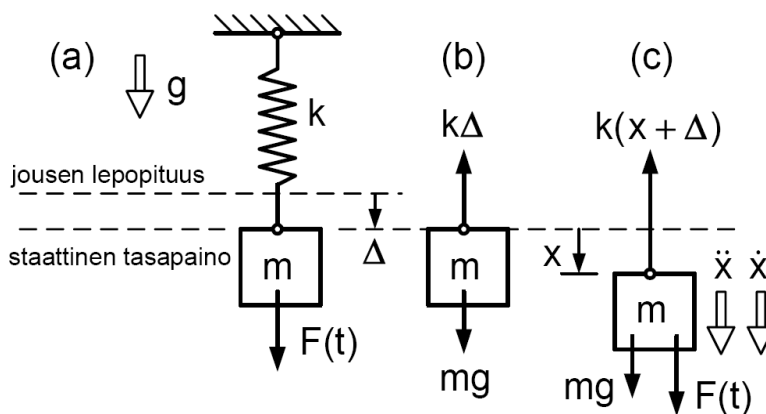 (a)
g
k
jousen lepopituus
staattinen tasapaino
m
F(t)
Δ
(b)
kΔ
m
mg
(c)
k(x + Δ)
x
m
ẍ ẋ
mg
F(t)